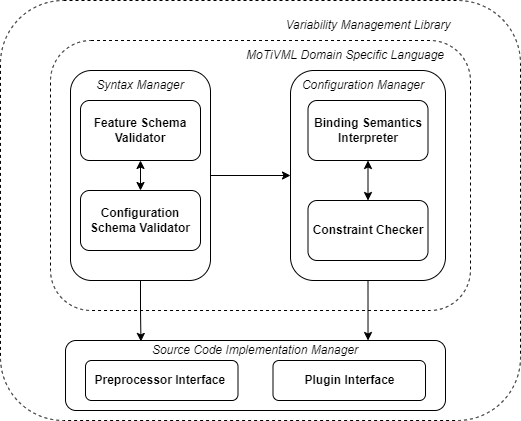 Variability Management Library
MoTiVML Domain Specific Language
Syntax Manager
Feature Schema
Validator
Configuration
Schema Validator
Configuration Manager
Binding Semantics
Interpreter
Constraint Checker
Source Code Implementation Manager
Preprocessor Interface
Plugin Interface